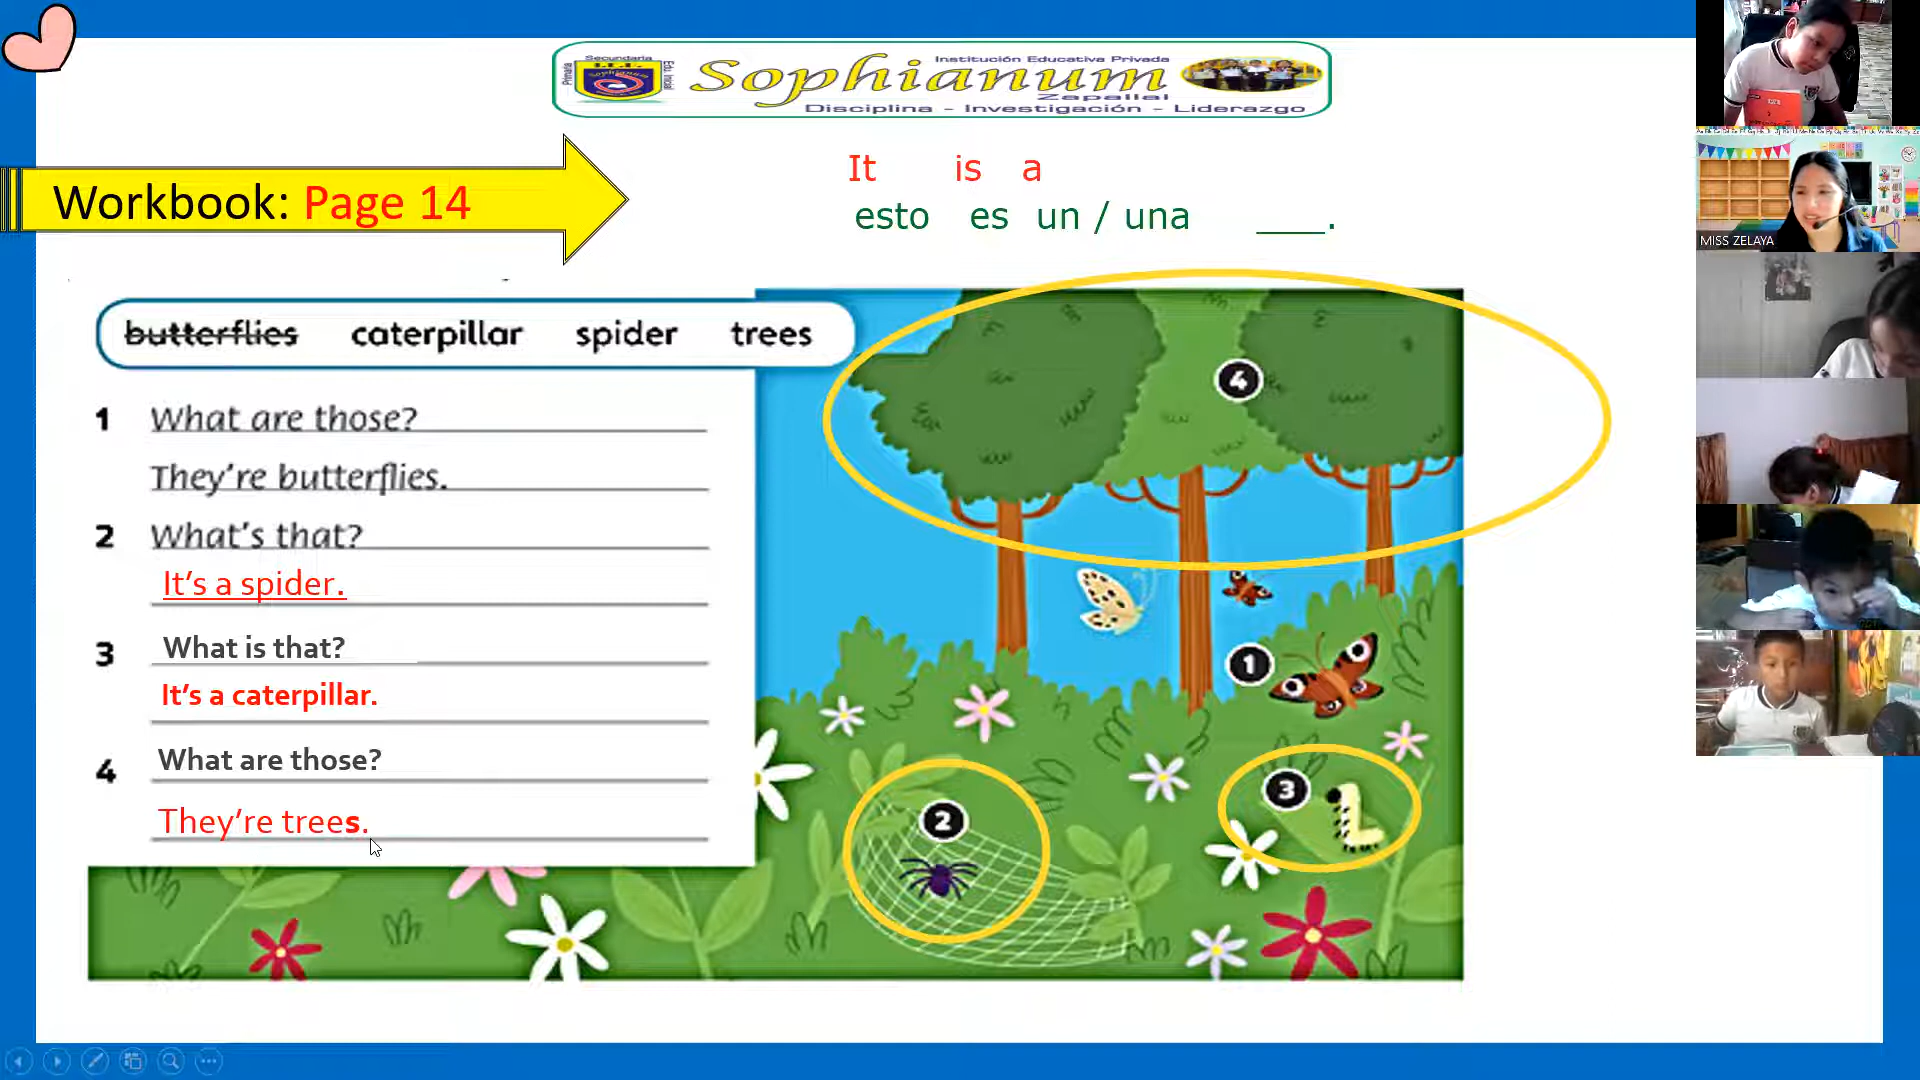 Secundaria
Primaria
I.E.P.
Sophianum
Edu. Inicial
Institución Educativa Privada
Sophianum
Zapallal
Disciplina - Investigación - Liderazgo
Workbook: Page 14
It is a
esto es un / una ___.
butterflies caterpillar spider trees
1 What are those?
They're butterflies.
2 What's that?
It's a spider.
3 What is that?
It's a caterpillar.
4 What are those?
They're trees.
4
1
3
2
MISS ZELAYA